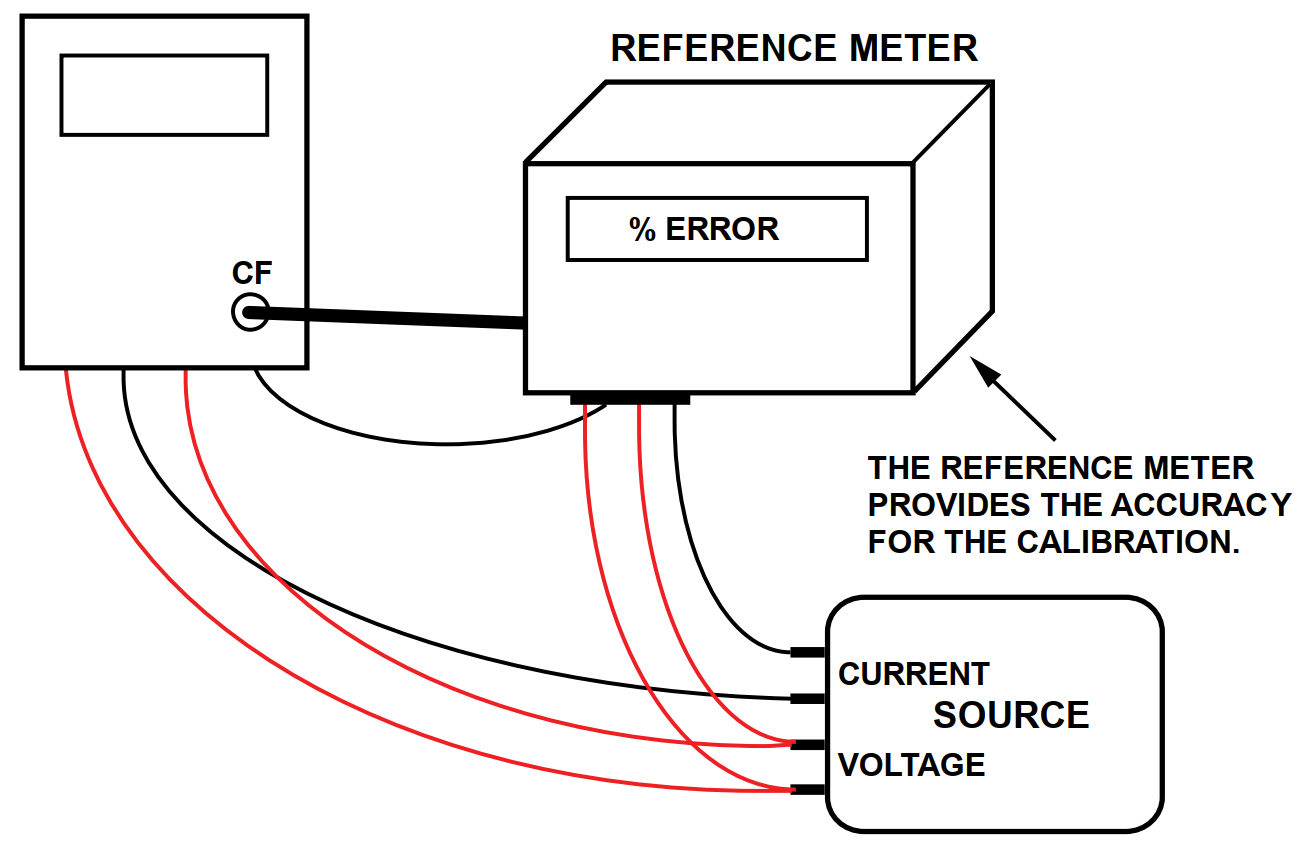 REFERENCE METER
% ERROR
CF
THE REFERENCE METER
PROVIDES THE ACCURACY
FOR THE CALIBRATION.
CURRENT
SOURCE
VOLTAGE